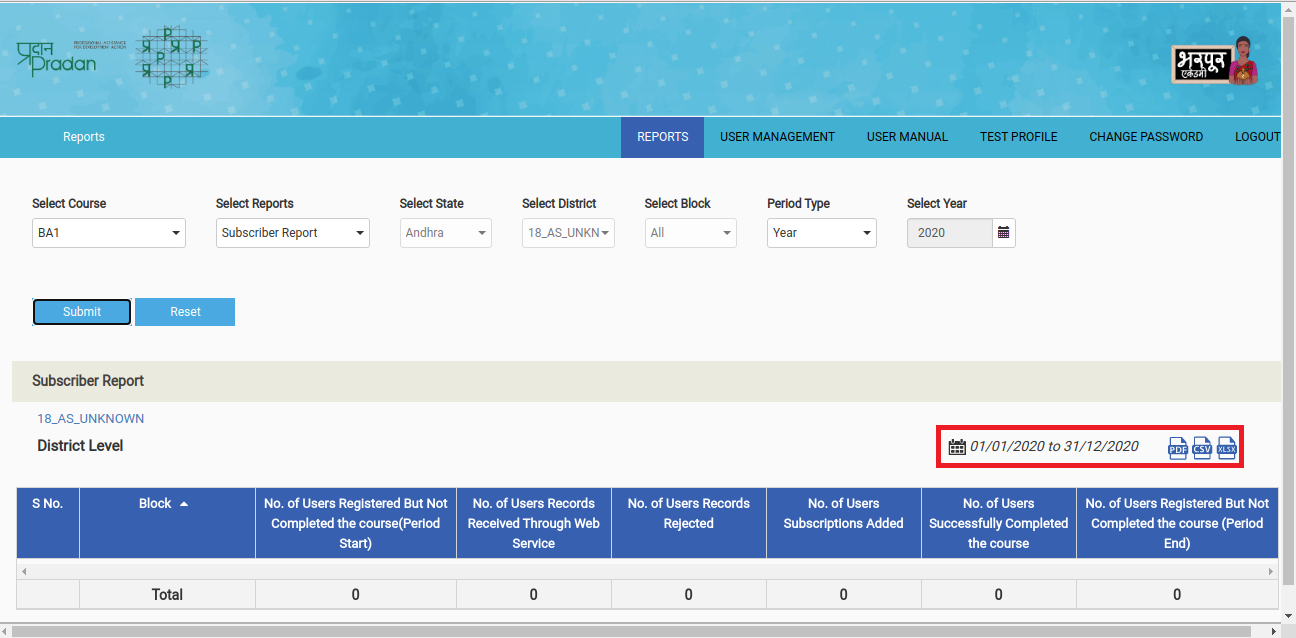 प्रदान
Pradan
PROFESSIONAL ASSISTANCE
FOR DEVELOPMENT ACTION
भरपूर
एकेडमी
Reports
REPORTS USER MANAGEMENT USER MANUAL TEST PROFILE CHANGE PASSWORD LOGOUT
Select Course Select Reports Select State Select District Select Block Period Type Select Year
BA1 Subscriber Report Andhra 18_AS_UNKN All Year 2020
Submit Reset
Subscriber Report
18_AS_UNKNOWN
District Level
01/01/2020 to 31/12/2020 PDF CSV XLSX
S No. Block No. of Users Registered But Not Completed the course(Period Start) No. of Users Records Received Through Web Service No. of Users Records Rejected No. of Users Subscriptions Added No. of Users Successfully Completed the course No. of Users Registered But Not Completed the course (Period End)
Total 0 0 0 0 0 0